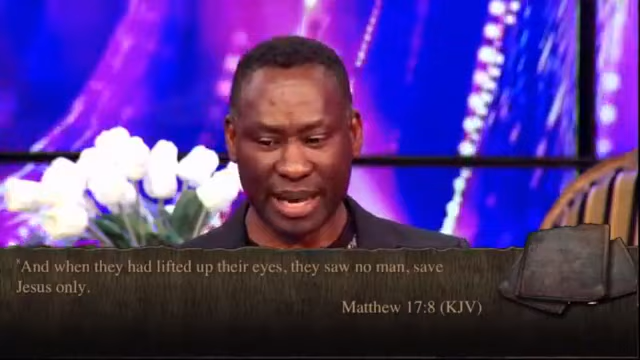 "And when they had lifted up their eyes, they saw no man, save
Jesus only.
Matthew 17:8 (KJV)